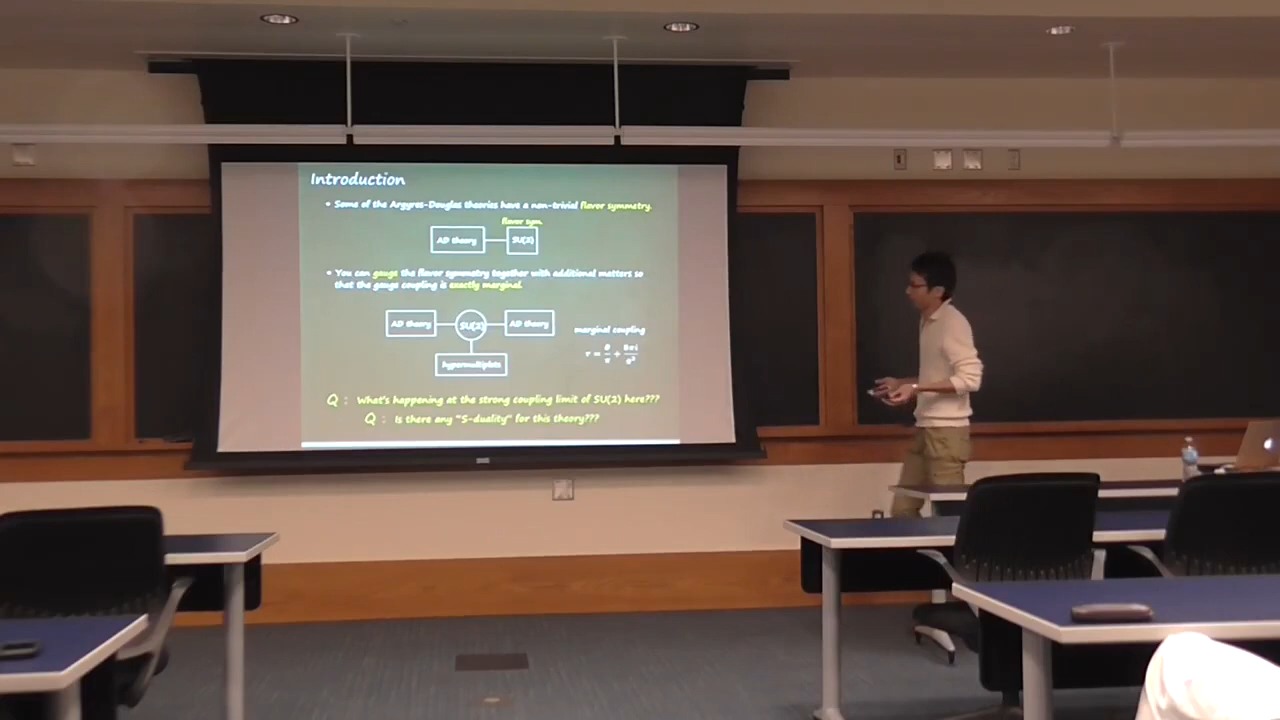 Introduction
• Some of the Argyres-Douglas theories have a non-trivial flavor symmetry.
flavor sym.
AD theory SU(2)
• You can gauge the flavor symmetry together with additional matters so
that the gauge coupling is exactly marginal.
AD theory SU(2) AD theory
marginal coupling
τ = θ/π + 8πi/g²
hypermultiplets
Q : What's happening at the strong coupling limit of SU(2) here???
Q : Is there any "S-duality" for this theory???